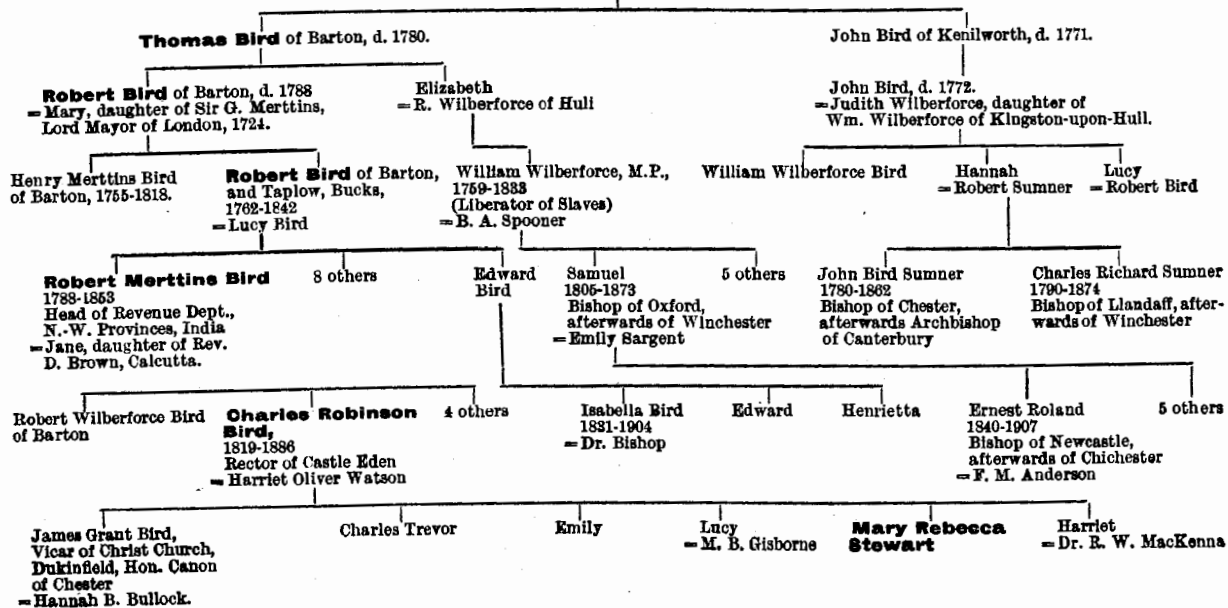 Thomas Bird of Barton, d. 1780.
John Bird of Kenilworth, d. 1771.
Robert Bird of Barton, d. 1788
=Mary, daughter of Sir G. Merttins,
Lord Mayor of London, 1724.
Elizabeth
=R. Wilberforce of Hull
John Bird, d. 1772.
=Judith Wilberforce, daughter of
Wm. Wilberforce of Kingston-upon-Hull.
Henry Merttins Bird
of Barton, 1755-1818.
Robert Bird of Barton,
and Taplow, Bucks,
1762-1842
=Lucy Bird
William Wilberforce, M.P.,
1759-1833
(Liberator of Slaves)
=B. A. Spooner
William Wilberforce Bird
Hannah
=Robert Sumner
Lucy
=Robert Bird
Robert Merttins Bird
1788-1853
Head of Revenue Dept.,
N.-W. Provinces, India
=Jane, daughter of Rev.
D. Brown, Calcutta.
8 others
Edward
Bird
Samuel
1805-1873
Bishop of Oxford,
afterwards of Winchester
=Emily Sargent
5 others
John Bird Sumner
1780-1862
Bishop of Chester,
afterwards Archbishop
of Canterbury
Charles Richard Sumner
1790-1874
Bishop of Llandaff, after-
wards of Winchester
Robert Wilberforce Bird
of Barton
Charles Robinson
Bird,
1819-1886
Rector of Castle Eden
=Harriet Oliver Watson
4 others
Isabella Bird
1831-1904
=Dr. Bishop
Edward
Henrietta
Ernest Roland
1840-1907
Bishop of Newcastle,
afterwards of Chichester
=F. M. Anderson
5 others
James Grant Bird,
Vicar of Christ Church,
Dukinfield, Hon. Canon
of Chester
=Hannah B. Bullock.
Charles Trevor
Emily
Lucy
=M. B. Gisborne
Mary Rebecca
Stewart
Harriet
=Dr. R. W. MacKenna